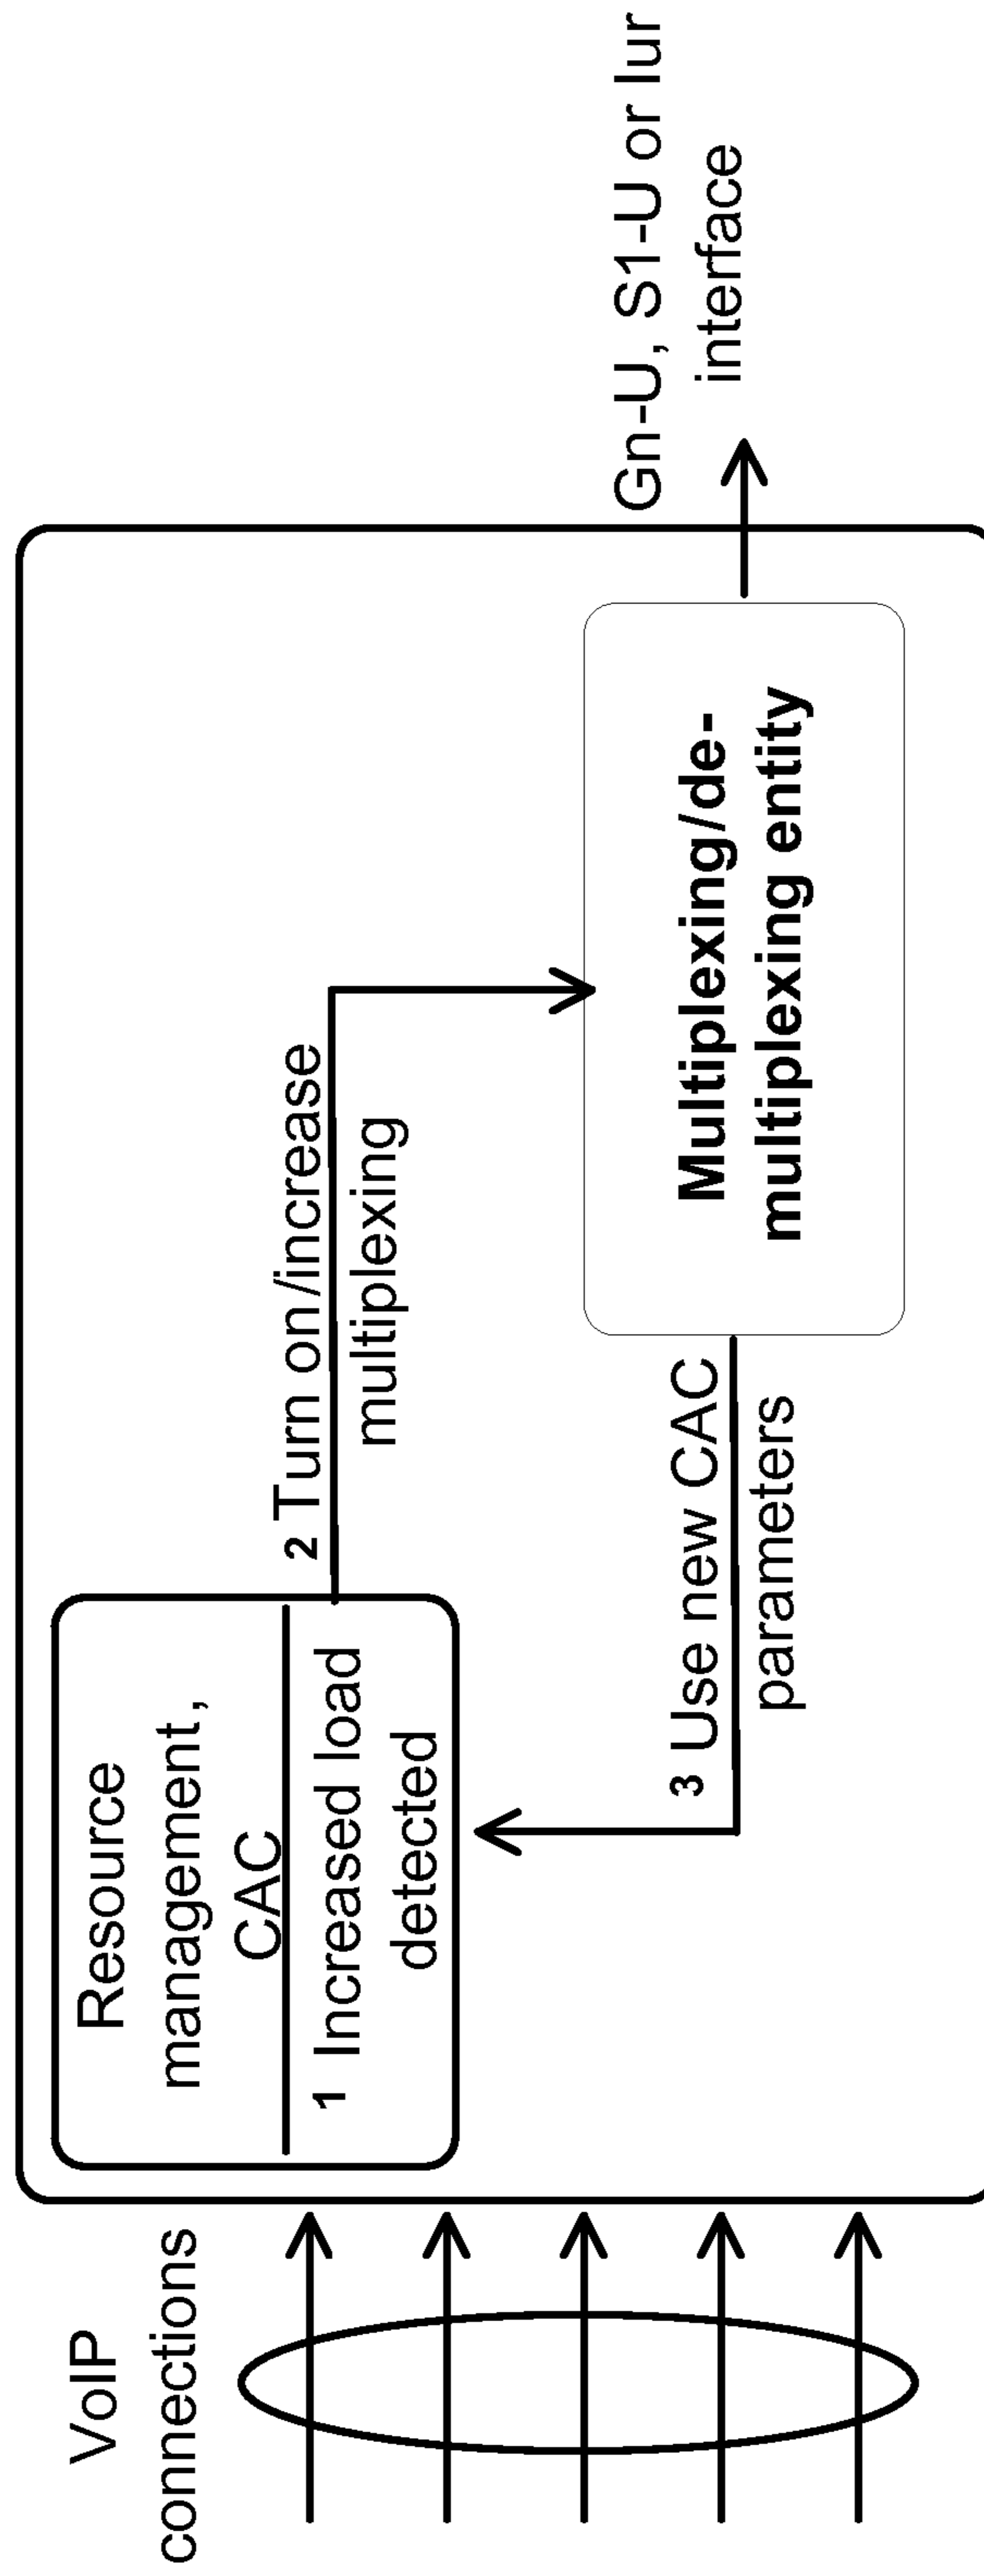 VoIP
connections
Resource
management,
CAC
1 Increased load
detected
2 Turn on/increase
multiplexing
3 Use new CAC
parameters
Multiplexing/de-
multiplexing entity
Gn-U, S1-U or Iur
interface